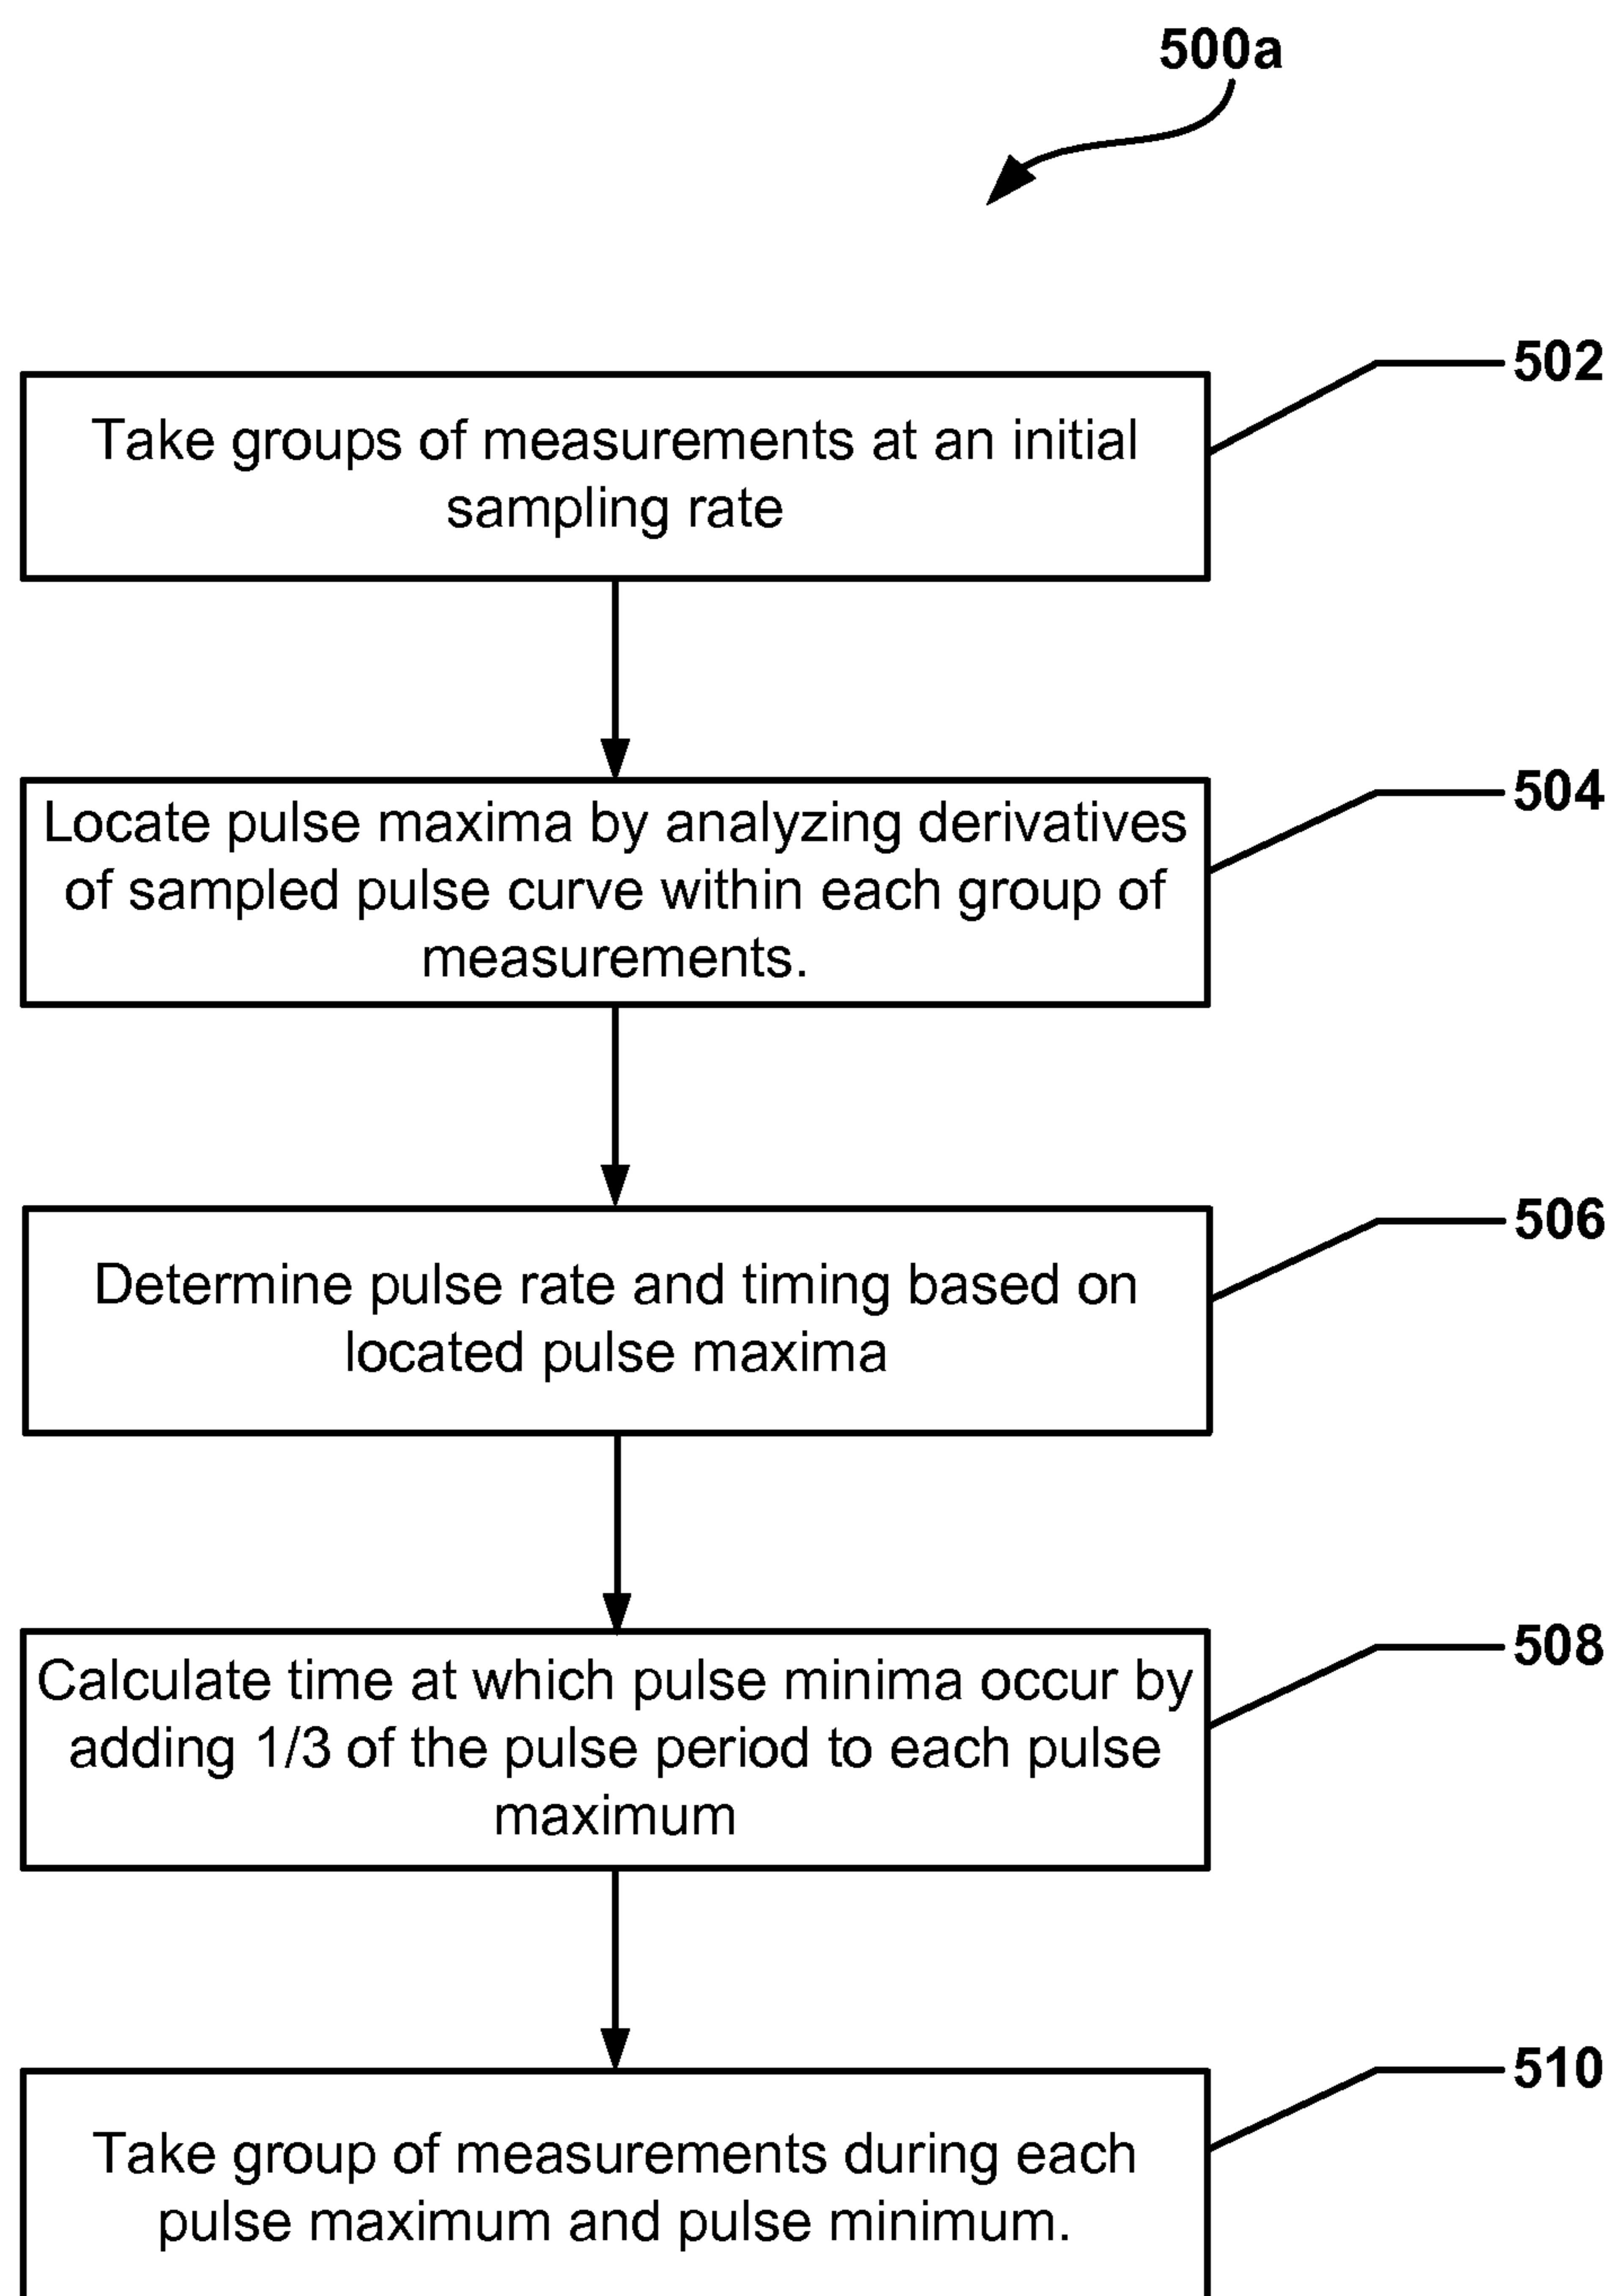 500a
502
Take groups of measurements at an initial
sampling rate
504
Locate pulse maxima by analyzing derivatives
of sampled pulse curve within each group of
measurements.
506
Determine pulse rate and timing based on
located pulse maxima
508
Calculate time at which pulse minima occur by
adding 1/3 of the pulse period to each pulse
maximum
510
Take group of measurements during each
pulse maximum and pulse minimum.